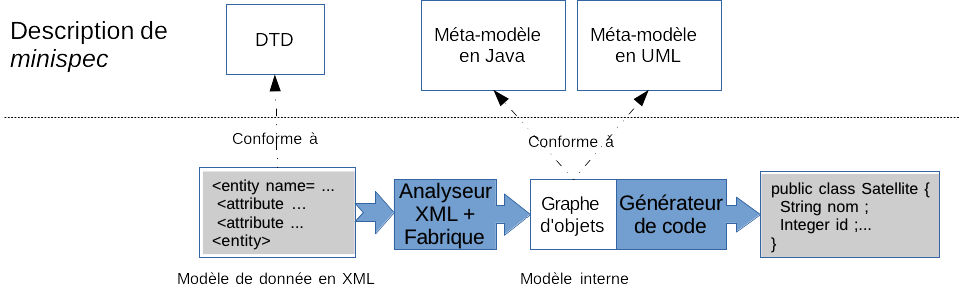 Description de
minispec
DTD
Méta-modèle
en Java
Méta-modèle
en UML
Conforme à
Conforme à
<entity name= ...
<attribute ...
<attribute ...
<entity>
Analyseur
XML +
Fabrique
Graphe
d'objets
Générateur
de code
public class Satellite {
String nom ;
Integer id ;...
}
Modèle de donnée en XML
Modèle interne